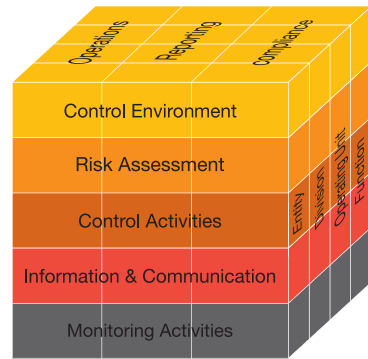 Operations
Reporting
compliance
Control Environment
Risk Assessment
Control Activities
Information & Communication
Monitoring Activities
Entity
Division
Operating Unit
Function